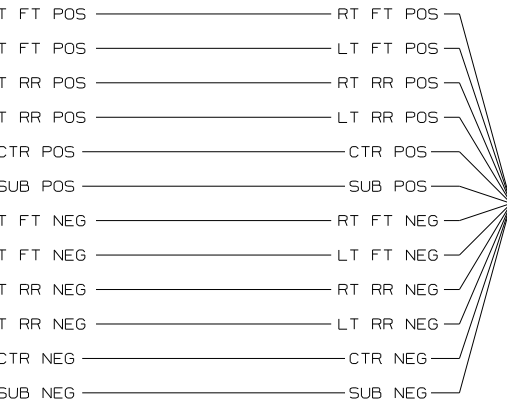 T FT POS RT FT POS
T FT POS LT FT POS
T RR POS RT RR POS
T RR POS LT RR POS
CTR POS CTR POS
SUB POS SUB POS
T FT NEG RT FT NEG
T FT NEG LT FT NEG
T RR NEG RT RR NEG
T RR NEG LT RR NEG
CTR NEG CTR NEG
SUB NEG SUB NEG